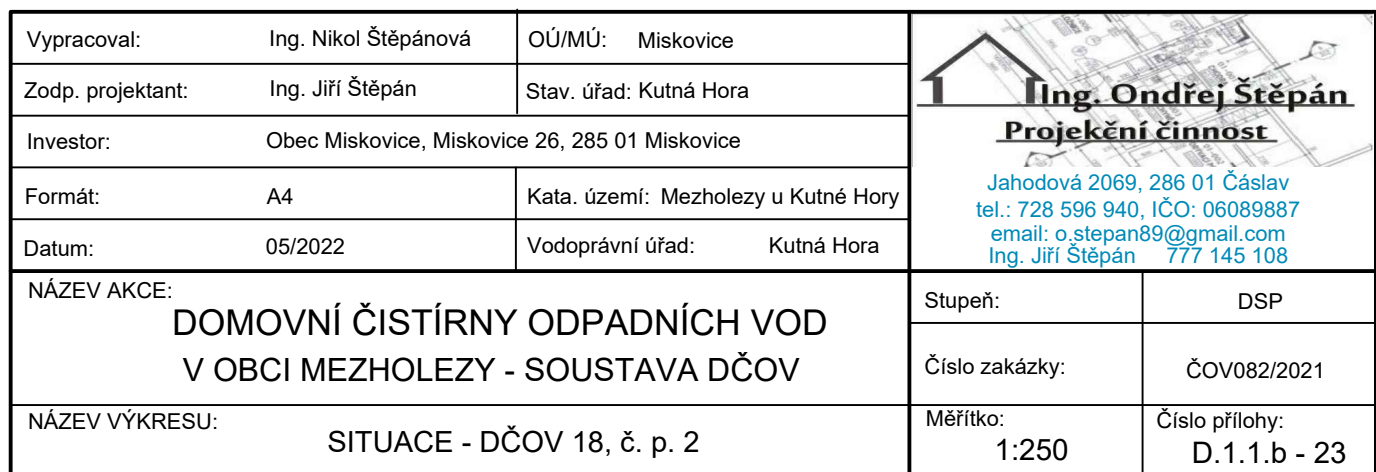 Vypracoval: Ing. Nikol Štěpánová OÚ/MÚ: Miskovice
Zodp. projektant: Ing. Jiří Štěpán Stav. úřad: Kutná Hora
Investor: Obec Miskovice, Miskovice 26, 285 01 Miskovice
Formát: A4 Kata. území: Mezholezy u Kutné Hory
Datum: 05/2022 Vodoprávní úřad: Kutná Hora
Ing. Ondřej Štěpán
Projekční činnost
Jahodová 2069, 286 01 Čáslav
tel.: 728 596 940, IČO: 06089887
email: o.stepan89@gmail.com
Ing. Jiří Štěpán 777 145 108
NÁZEV AKCE:
DOMOVNÍ ČISTÍRNY ODPADNÍCH VOD
V OBCI MEZHOLEZY - SOUSTAVA DČOV
Stupeň: DSP
Číslo zakázky: ČOV082/2021
NÁZEV VÝKRESU:
SITUACE - DČOV 18, č. p. 2
Měřítko:
1:250
Číslo přílohy:
D.1.1.b - 23